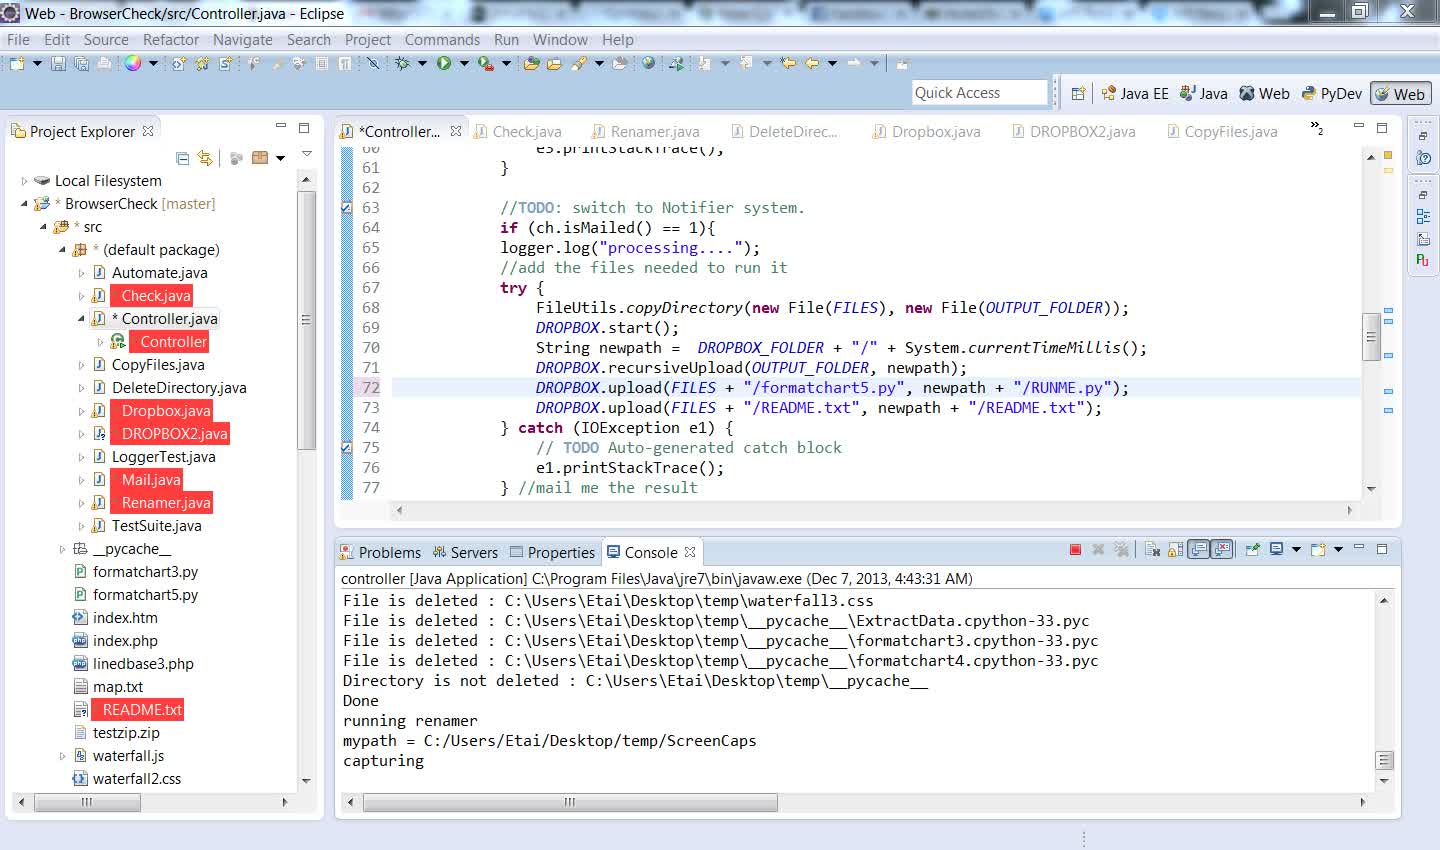 Web - BrowserCheck/src/Controller.java - Eclipse
File Edit Source Refactor Navigate Search Project Commands Run Window Help
Quick Access
Java EE Java Web PyDev Web
Project Explorer
Local Filesystem
* BrowserCheck [master]
* src
* (default package)
Automate.java
Check.java
* Controller.java
Controller
CopyFiles.java
DeleteDirectory.java
Dropbox.java
DROPBOX2.java
LoggerTest.java
Mail.java
Renamer.java
TestSuite.java
__pycache__
formatchart3.py
formatchart5.py
index.htm
index.php
linedbase3.php
map.txt
README.txt
testzip.zip
waterfall.js
waterfall2.css
*Controller... Check.java Renamer.java DeleteDirec... Dropbox.java DROPBOX2.java CopyFiles.java »2
60 e3.printStackTrace();
61 }
62
63 //TODO: switch to Notifier system.
64 if (ch.isMailed() == 1){
65 logger.log("processing....");
66 //add the files needed to run it
67 try {
68 FileUtils.copyDirectory(new File(FILES), new File(OUTPUT_FOLDER));
69 DROPBOX.start();
70 String newpath =  DROPBOX_FOLDER + "/" + System.currentTimeMillis();
71 DROPBOX.recursiveUpload(OUTPUT_FOLDER, newpath);
72 DROPBOX.upload(FILES + "/formatchart5.py", newpath + "/RUNME.py");
73 DROPBOX.upload(FILES + "/README.txt", newpath + "/README.txt");
74 } catch (IOException e1) {
75 // TODO Auto-generated catch block
76 e1.printStackTrace();
77 } //mail me the result
Problems Servers Properties Console
controller [Java Application] C:\Program Files\Java\jre7\bin\javaw.exe (Dec 7, 2013, 4:43:31 AM)
File is deleted : C:\Users\Etai\Desktop\temp\waterfall3.css
File is deleted : C:\Users\Etai\Desktop\temp\__pycache__\ExtractData.cpython-33.pyc
File is deleted : C:\Users\Etai\Desktop\temp\__pycache__\formatchart3.cpython-33.pyc
File is deleted : C:\Users\Etai\Desktop\temp\__pycache__\formatchart4.cpython-33.pyc
Directory is not deleted : C:\Users\Etai\Desktop\temp\__pycache__
Done
running renamer
mypath = C:/Users/Etai/Desktop/temp/ScreenCaps
capturing